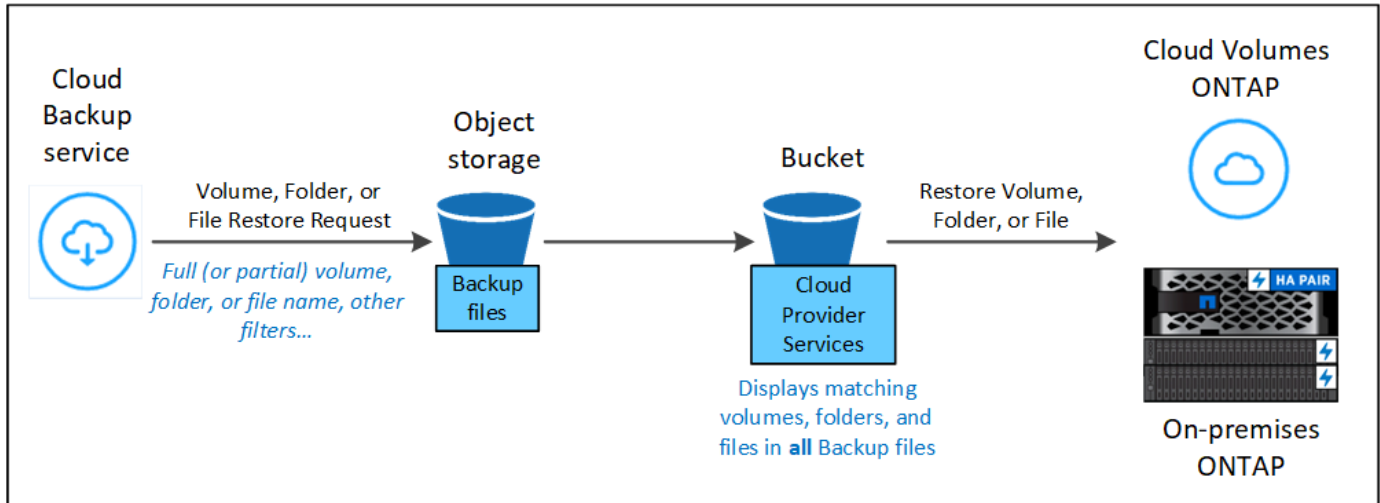 Cloud
Backup
service
Volume, Folder, or
File Restore Request
Full (or partial) volume,
folder, or file name, other
filters...
Object
storage
Backup
files
Bucket
Cloud
Provider
Services
Displays matching
volumes, folders, and
files in all Backup files
Restore Volume,
Folder, or File
Cloud Volumes
ONTAP
HA PAIR
On-premises
ONTAP